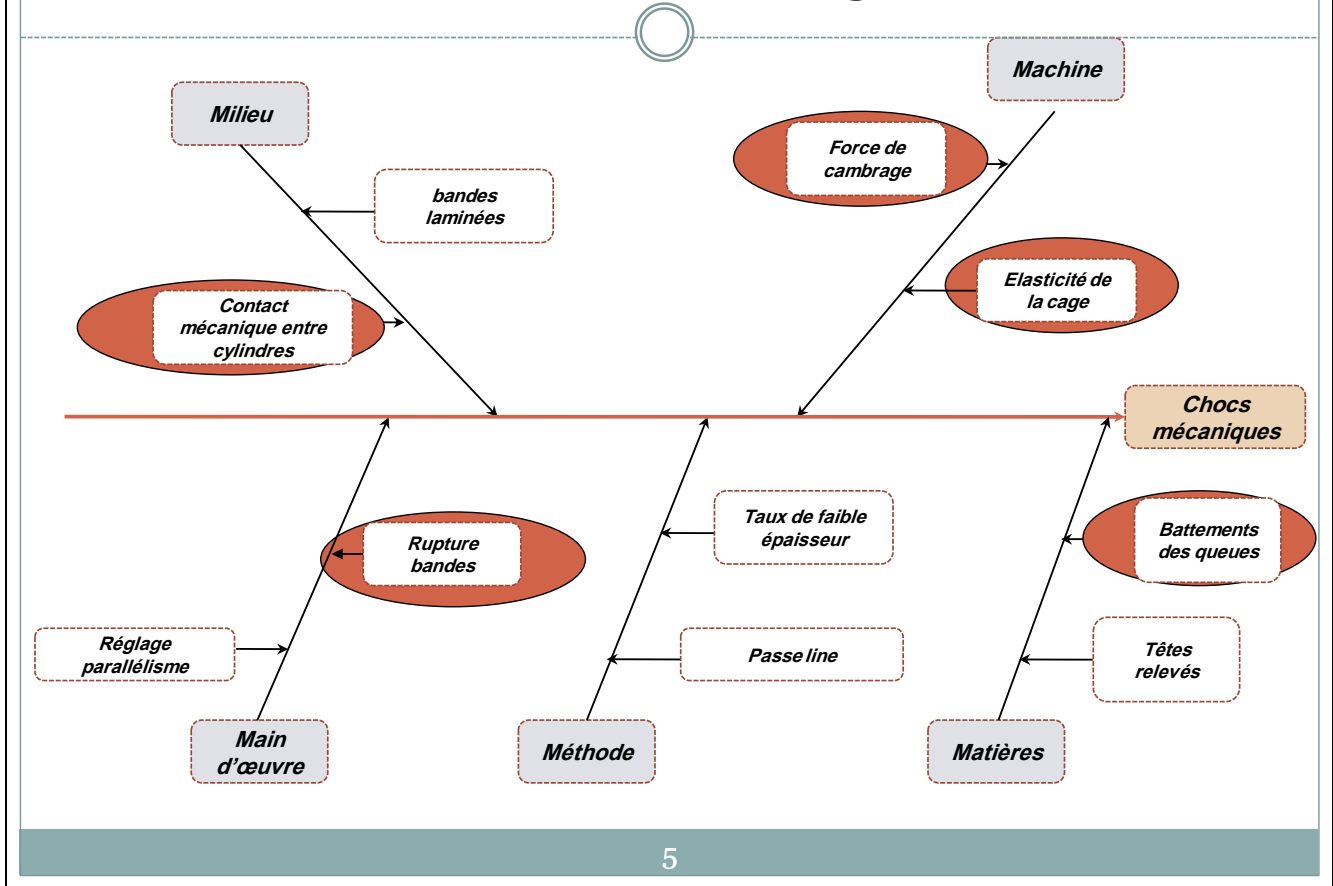 Machine
Milieu
Force de
cambrage
bandes
laminées
Elasticité de
la cage
Contact
mécanique entre
cylindres
Chocs
mécaniques
Taux de faible
épaisseur
Battements
des queues
Rupture
bandes
Réglage
parallélisme
Passe line
Têtes
relevés
Main
d’œuvre
Méthode
Matières
5